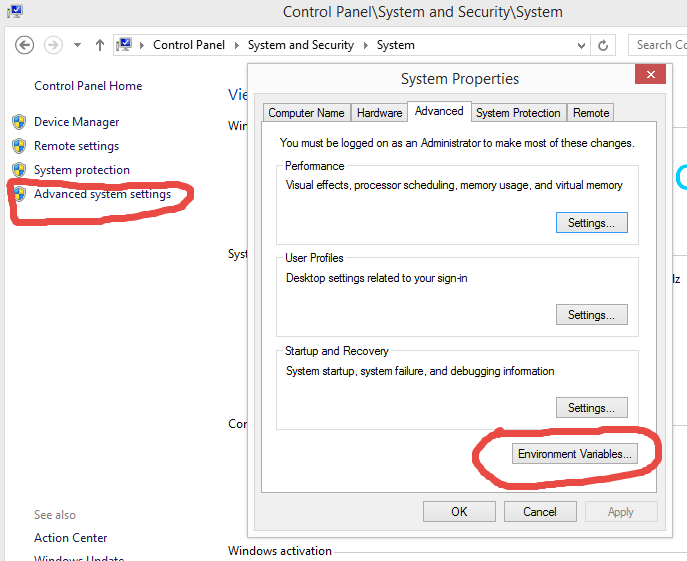 Control Panel\System and Security\System
Control Panel System and Security System
Search Co
Control Panel Home
Device Manager
Remote settings
System protection
Advanced system settings
See also
Action Center
Windows Update
Vie
Win
Syst
Cor
Windows activation
lz
System Properties
Computer Name Hardware Advanced System Protection Remote
You must be logged on as an Administrator to make most of these changes.
Performance
Visual effects, processor scheduling, memory usage, and virtual memory
Settings...
User Profiles
Desktop settings related to your sign-in
Settings...
Startup and Recovery
System startup, system failure, and debugging information
Settings...
Environment Variables...
OK Cancel Apply